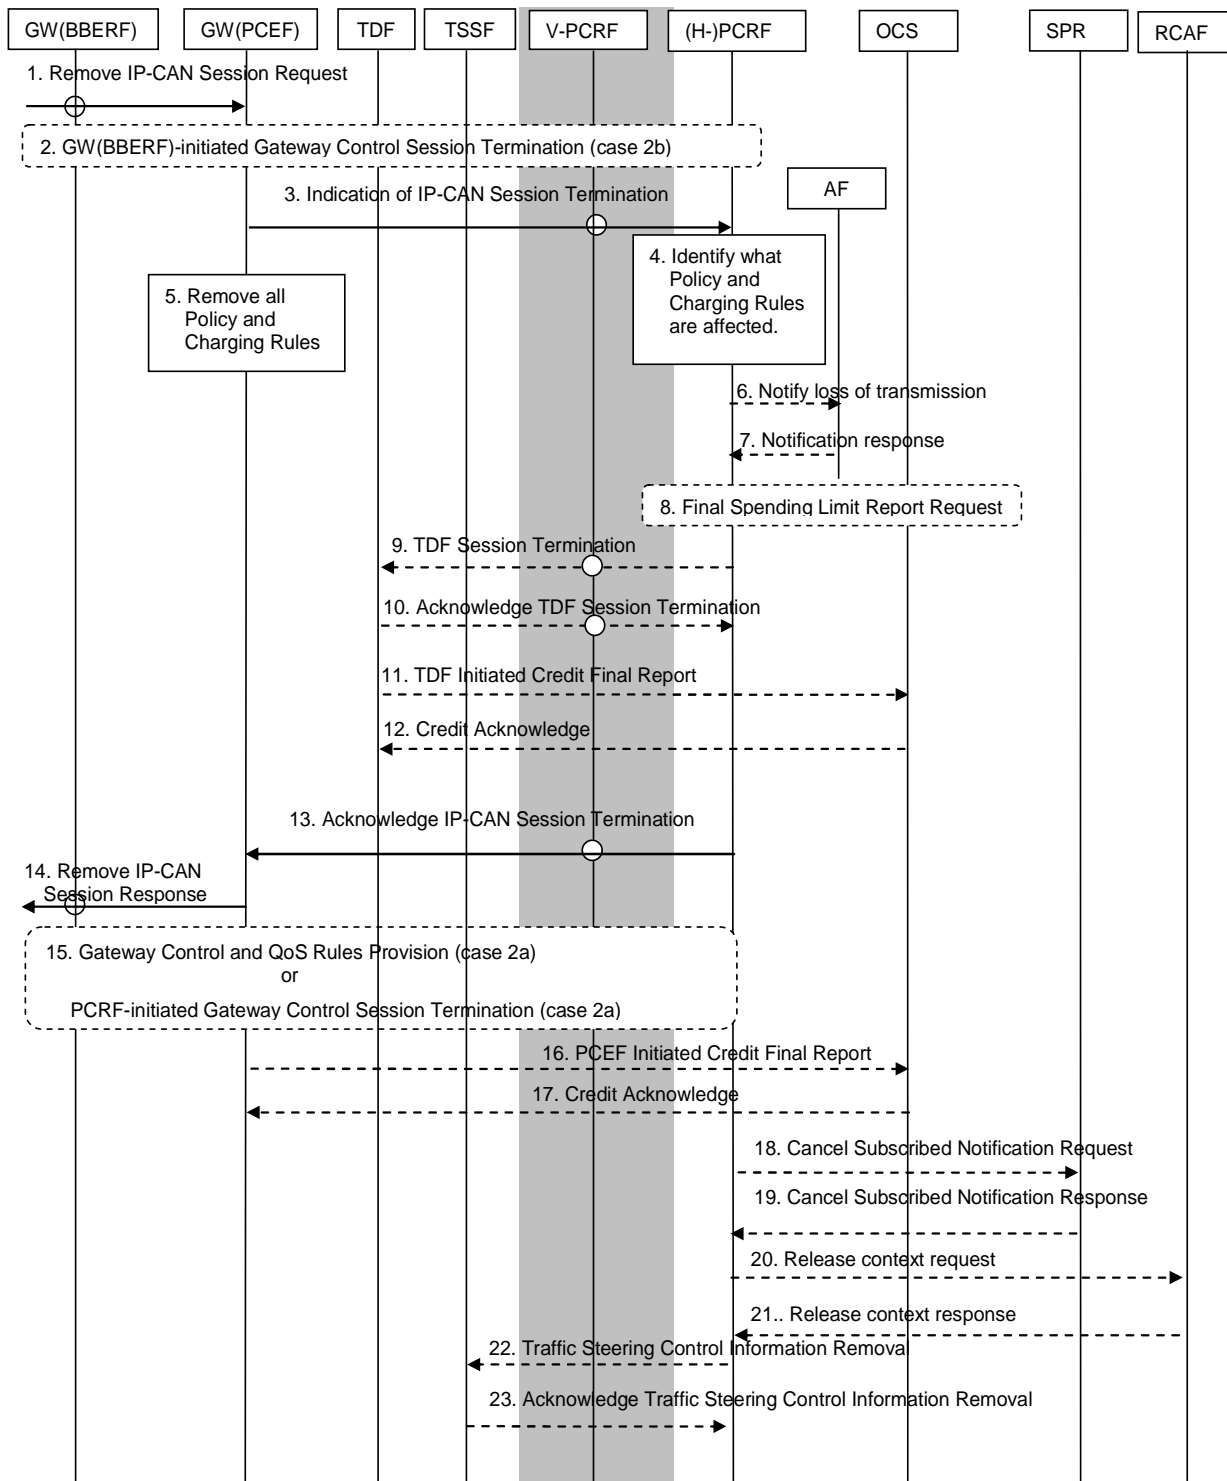 GW(BBERF)
GW(PCEF)
TDF
TSSF
V-PCRF
(H-)PCRF
OCS
SPR
RCAF
1. Remove IP-CAN Session Request
2. GW(BBERF)-initiated Gateway Control Session Termination (case 2b)
AF
3. Indication of IP-CAN Session Termination
4. Identify what
Policy and
Charging Rules
are affected.
5. Remove all
Policy and
Charging Rules
6. Notify loss of transmission
7. Notification response
8. Final Spending Limit Report Request
9. TDF Session Termination
10. Acknowledge TDF Session Termination
11. TDF Initiated Credit Final Report
12. Credit Acknowledge
13. Acknowledge IP-CAN Session Termination
14. Remove IP-CAN
Session Response
15. Gateway Control and QoS Rules Provision (case 2a)
or
PCRF-initiated Gateway Control Session Termination (case 2a)
16. PCEF Initiated Credit Final Report
17. Credit Acknowledge
18. Cancel Subscribed Notification Request
19. Cancel Subscribed Notification Response
20. Release context request
21.. Release context response
22. Traffic Steering Control Information Removal
23. Acknowledge Traffic Steering Control Information Removal